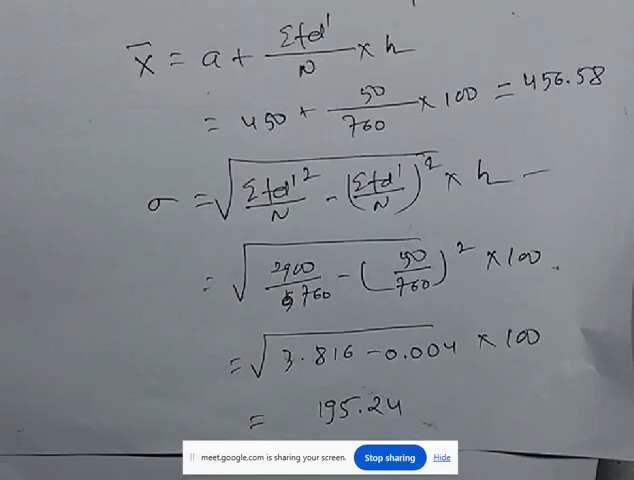 x̄ = a + Σfd' / N × h
= 450 + 50 / 760 × 100 = 456.58
σ = √(Σfd'² / N - (Σfd' / N)²) × h -
= √(2900 / 760 - (50 / 760)²) × 100.
= √(3.816 - 0.004) × 100
= 195.24
meet.google.com is sharing your screen. Stop sharing Hide